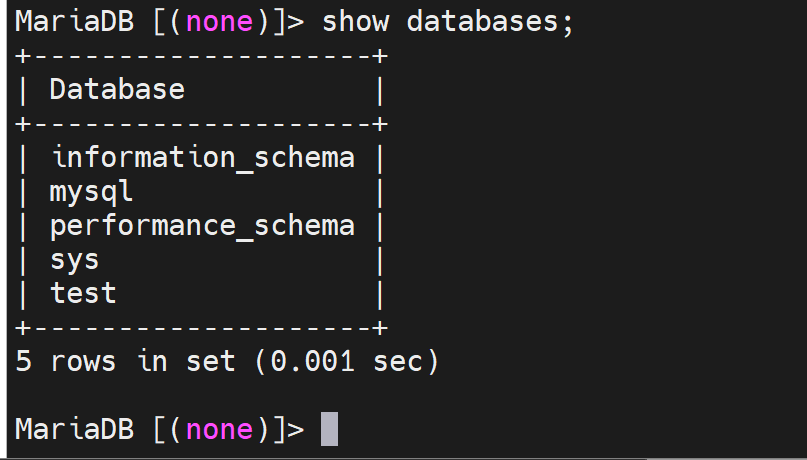 MariaDB [(none)]> show databases;
+--------------------+
| Database           |
+--------------------+
| information_schema |
| mysql              |
| performance_schema |
| sys                |
| test               |
+--------------------+
5 rows in set (0.001 sec)
MariaDB [(none)]>